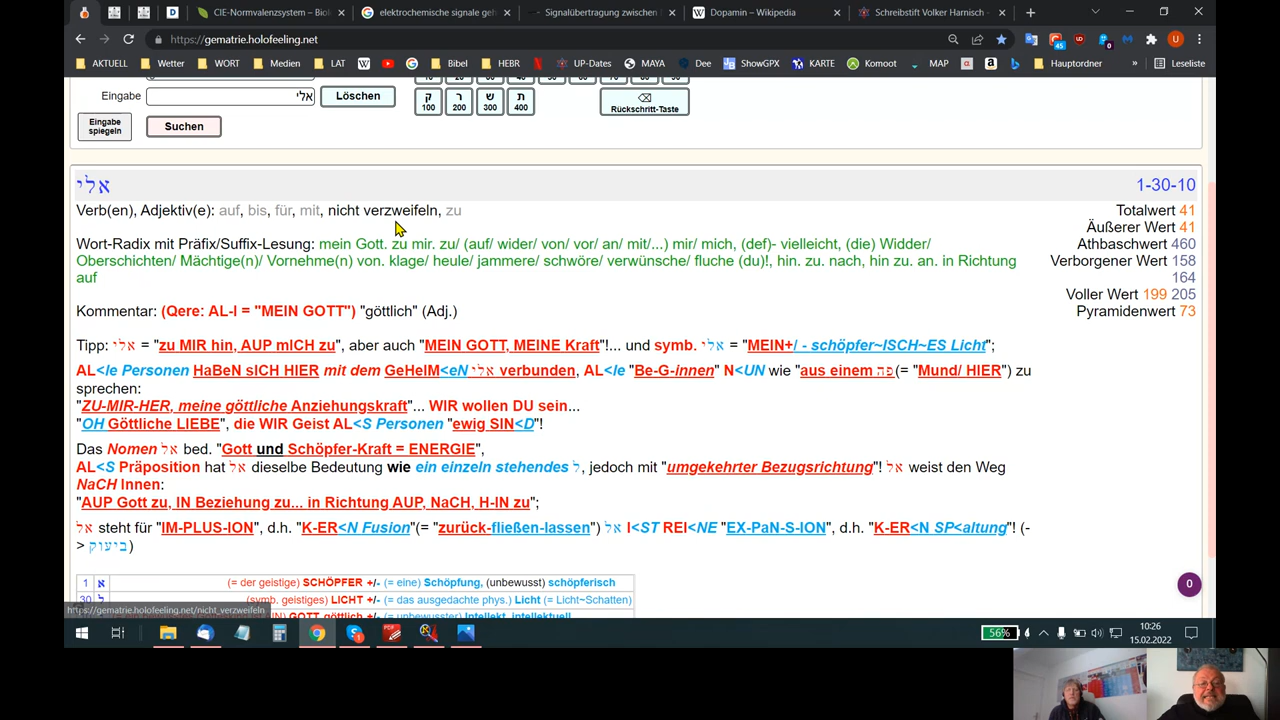 CIE-Normvalenzsystem – Biol
elektrochemische signale geh
Signalübertragung zwischen
Dopamin – Wikipedia
Schreibstift Volker Harnisch -
https://gematrie.holofeeling.net
AKTUELL Wetter WORT Medien LAT Bibel HEBR UP-Dates MAYA Dee ShowGPX KARTE Komoot MAP Hauptordner » Leseliste
Eingabe אלי Löschen
ק ר ש ת
100 200 300 400
Rückschritt-Taste
Eingabe spiegeln
Suchen
אלי 1-30-10
Verb(en), Adjektiv(e): auf, bis, für, mit, nicht verzweifeln, zu
Totalwert 41
Äußerer Wert 41
Athbaschwert 460
Verborgener Wert 158
164
Voller Wert 199 205
Pyramidenwert 73
Wort-Radix mit Präfix/Suffix-Lesung: mein Gott. zu mir. zu/ (auf/ wider/ von/ vor/ an/ mit/...) mir/ mich, (def)- vielleicht, (die) Widder/
Oberschichten/ Mächtige(n)/ Vornehme(n) von. klage/ heule/ jammere/ schwöre/ verwünsche/ fluche (du)!, hin. zu. nach, hin zu. an. in Richtung
auf
Kommentar: (Qere: AL-I = "MEIN GOTT") "göttlich" (Adj.)
Tipp: אלי = "zu MIR hin, AUP mICH zu", aber auch "MEIN GOTT, MEINE Kraft"!... und symb. אלי = "MEIN+/ - schöpfer~ISCH~ES Licht";
AL<le Personen HaBeN sICH HIER mit dem GeHeIM<eN אלי verbunden, AL<le "Be-G-innen" N<UN wie "aus einem פה(= "Mund/ HIER") zu
sprechen:
"ZU-MIR-HER, meine göttliche Anziehungskraft"... WIR wollen DU sein...
"OH Göttliche LIEBE", die WIR Geist AL<S Personen "ewig SIN<D"!
Das Nomen אל bed. "Gott und Schöpfer-Kraft = ENERGIE",
AL<S Präposition hat אל dieselbe Bedeutung wie ein einzeln stehendes ל, jedoch mit "umgekehrter Bezugsrichtung"! אל weist den Weg
NaCH Innen:
"AUP Gott zu, IN Beziehung zu... in Richtung AUP, NaCH, H-IN zu";
אל steht für "IM-PLUS-ION", d.h. "K-ER<N Fusion"(= "zurück-fließen-lassen") אל I<ST REI<NE "EX-PaN-S-ION", d.h. "K-ER<N SP<altung"! (-
> ביעוק)
1 א (= der geistige) SCHÖPFER +/- (= eine) Schöpfung, (unbewusst) schöpferisch
30 ל (symb. geistiges) LICHT +/- (= das ausgedachte phys.) Licht (= Licht~Schatten)
GOTT göttlich +/- (= unbewusster) Intellekt, intellektuell
https://gematrie.holofeeling.net/nicht_verzweifeln
0
56%
10:26
15.02.2022